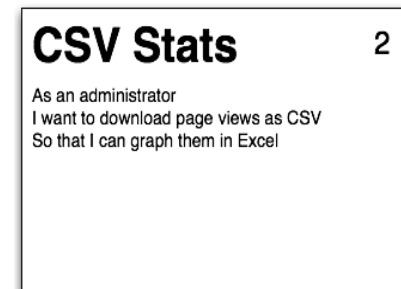 CSV Stats 2
As an administrator
I want to download page views as CSV
So that I can graph them in Excel